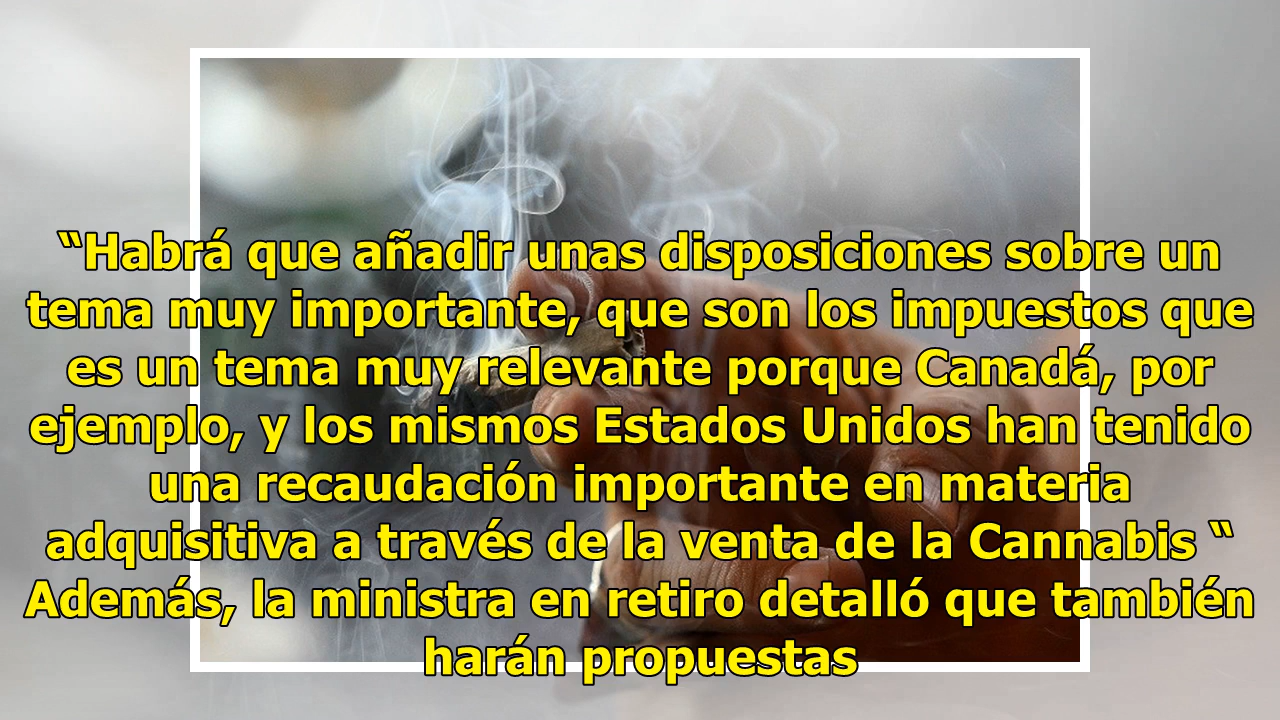 “Habrá que añadir unas disposiciones sobre un
tema muy importante, que son los impuestos que
es un tema muy relevante porque Canadá, por
ejemplo, y los mismos Estados Unidos han tenido
una recaudación importante en materia
adquisitiva a través de la venta de la Cannabis “
Además, la ministra en retiro detalló que también
harán propuestas